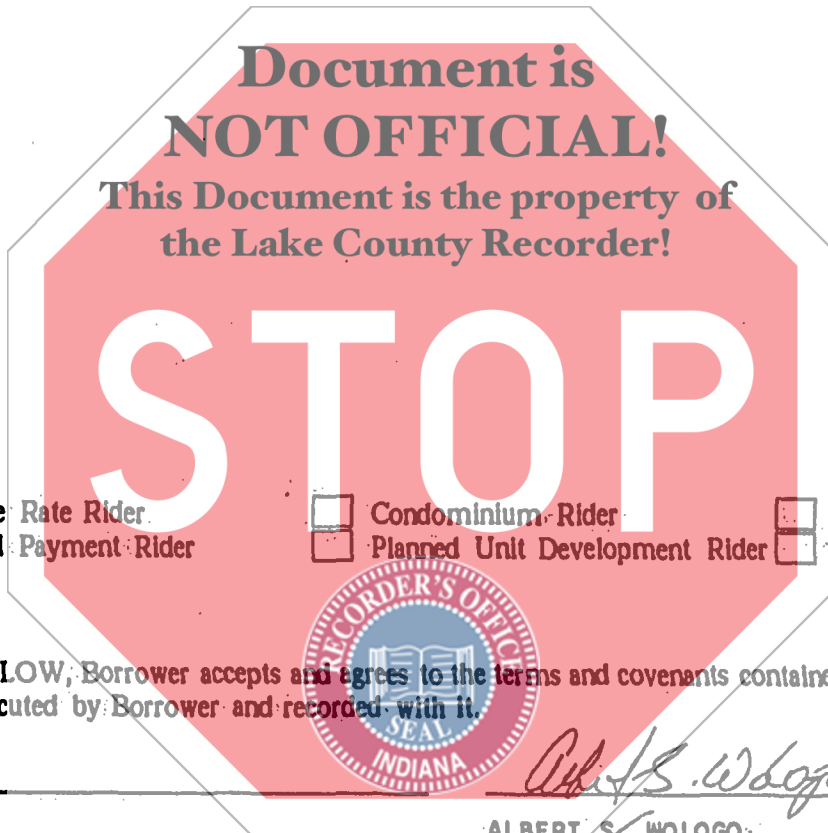 Document is
NOT OFFICIAL!
This Document is the property of
the Lake County Recorder!
STOP
e Rate Rider Condominium Rider
Payment Rider Planned Unit Development Rider
LOW, Borrower accepts and agrees to the terms and covenants containe
cuted by Borrower and recorded with it.
RECORDER'S OFFICE
SEAL
INDIANA
ALBERT S. WOLOGO